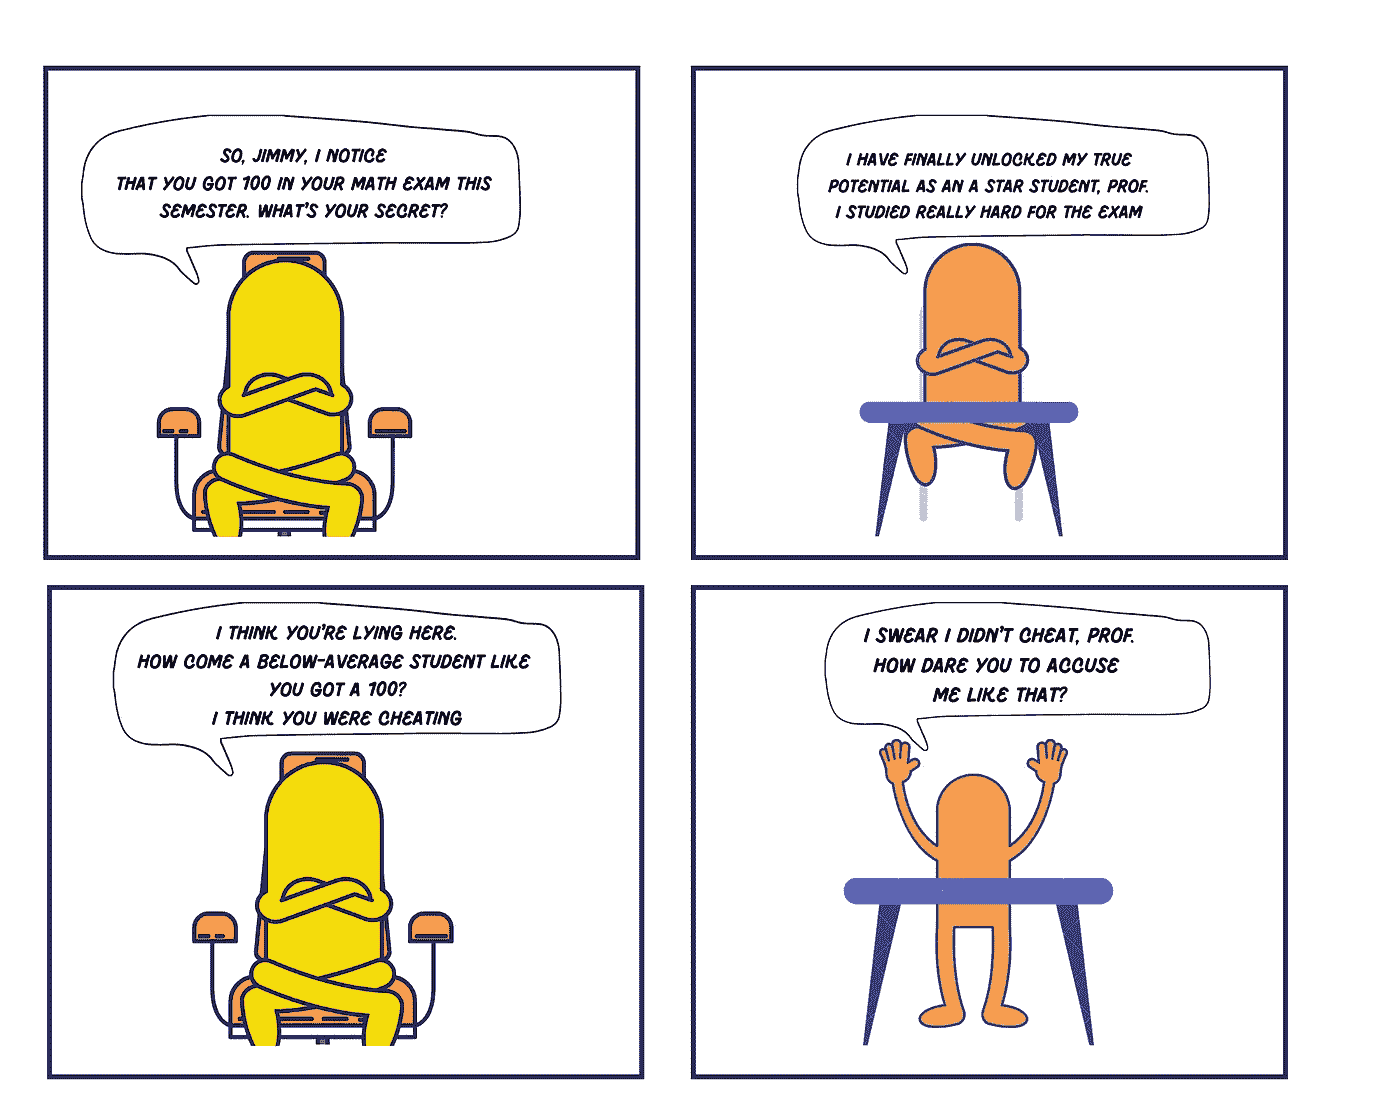 SO, JIMMY, I NOTICE
THAT YOU GOT 100 IN YOUR MATH EXAM THIS
SEMESTER. WHAT'S YOUR SECRET?
I HAVE FINALLY UNLOCKED MY TRUE
POTENTIAL AS AN A STAR STUDENT, PROF.
I STUDIED REALLY HARD FOR THE EXAM
I THINK YOU'RE LYING HERE.
HOW COME A BELOW-AVERAGE STUDENT LIKE
YOU GOT A 100?
I THINK YOU WERE CHEATING
I SWEAR I DIDN'T CHEAT, PROF.
HOW DARE YOU TO ACCUSE
ME LIKE THAT?